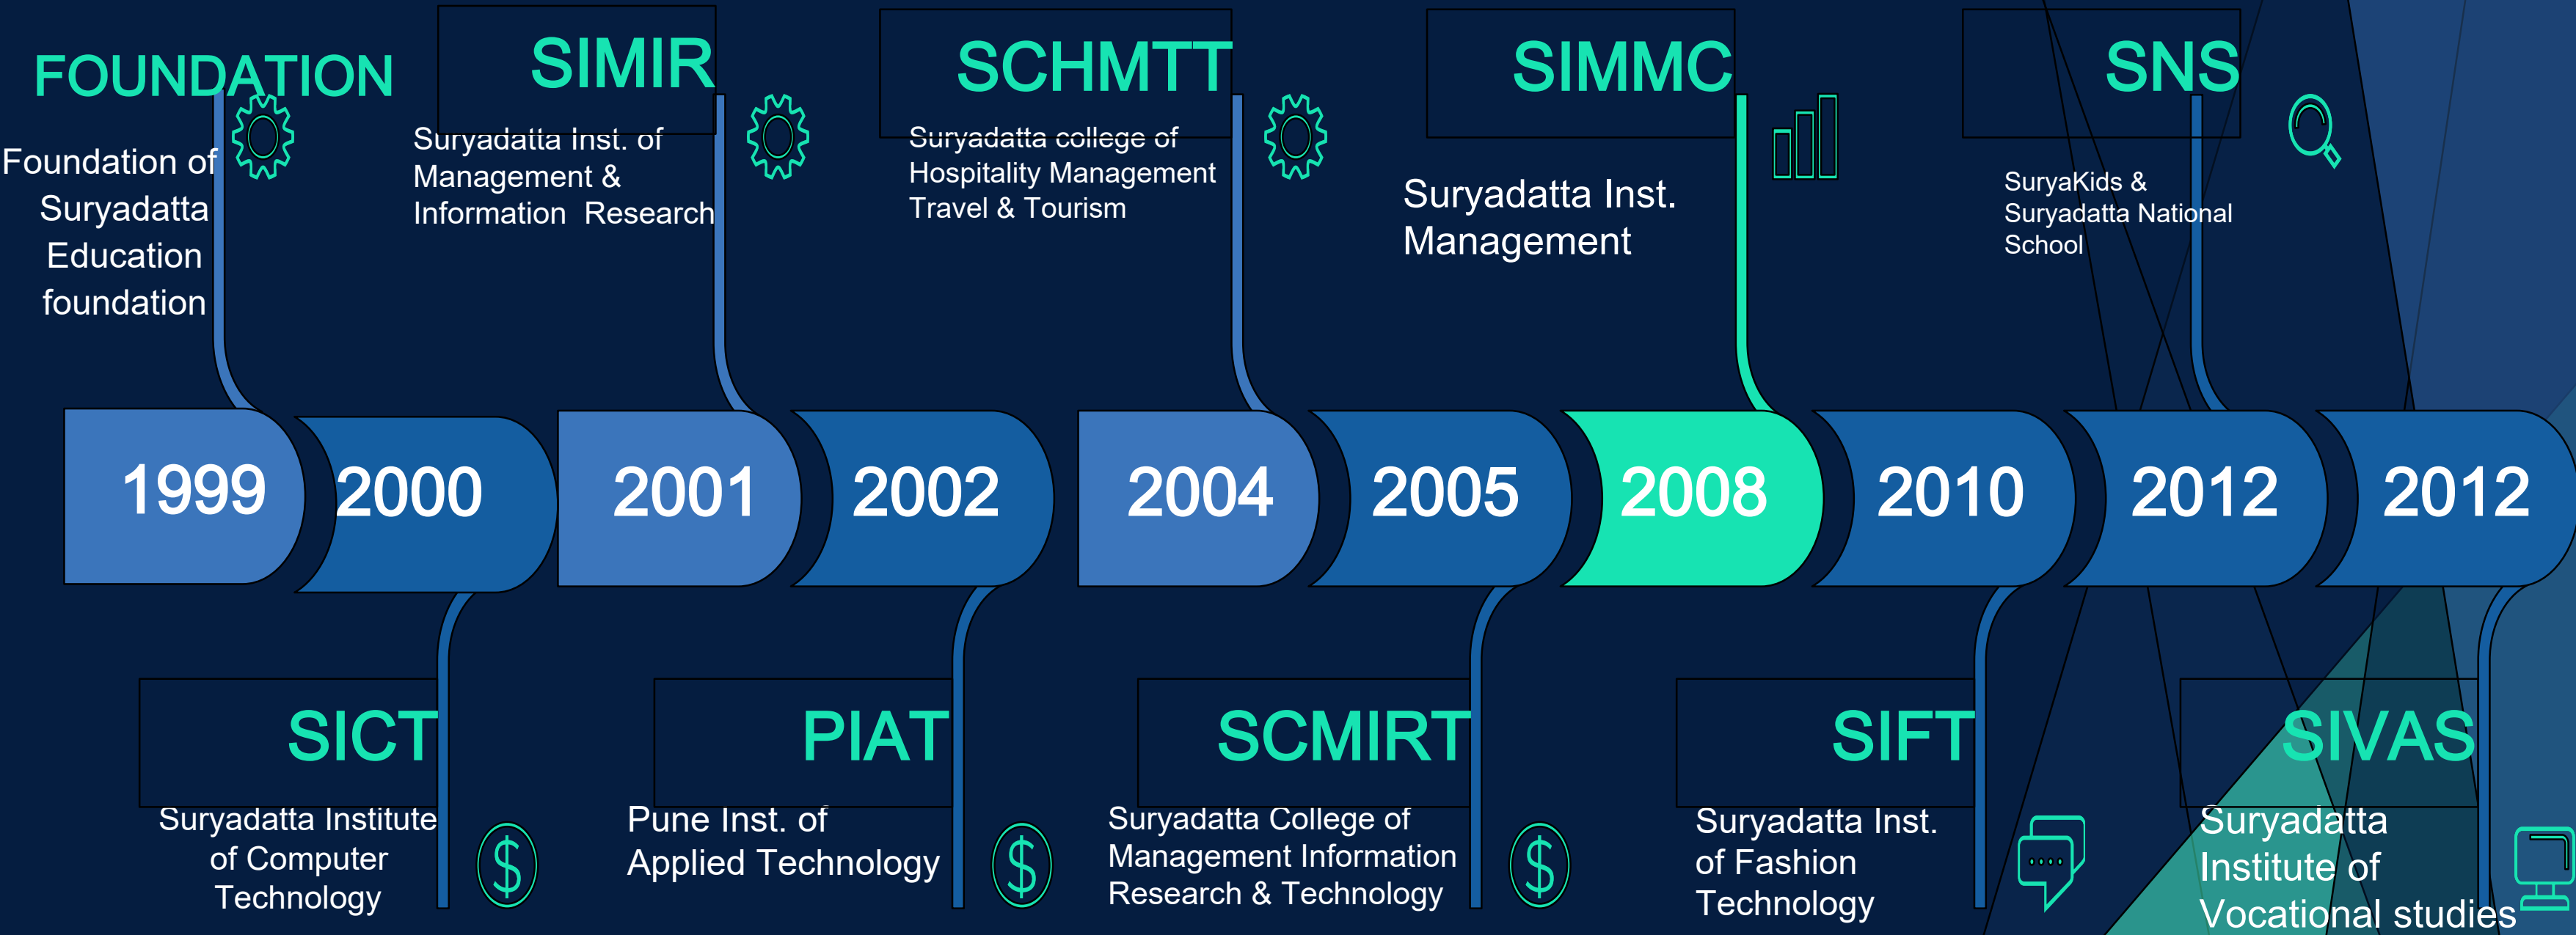 FOUNDATION
Foundation of
Suryadatta
Education
foundation
SIMIR
Suryadatta Inst. of
Management &
Information Research
SCHMTT
Suryadatta college of
Hospitality Management
Travel & Tourism
SIMMC
Suryadatta Inst.
Management
SNS
SuryaKids &
Suryadatta National
School
1999
2000
2001
2002
2004
2005
2008
2010
2012
2012
SICT
Suryadatta Institute
of Computer
Technology
$
PIAT
Pune Inst. of
Applied Technology
$
SCMIRT
Suryadatta College of
Management Information
Research & Technology
$
SIFT
Suryadatta Inst.
of Fashion
Technology
SIVAS
Suryadatta
Institute of
Vocational studies